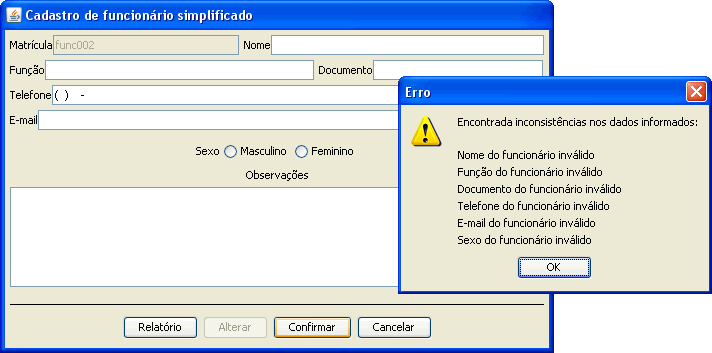 Cadastro de funcionário simplificado
Matrícula func002 Nome
Função Documento
Telefone ( ) -
E-mail
Sexo Masculino Feminino
Observações
Relatório Alterar Confirmar Cancelar
Erro
Encontrada inconsistências nos dados informados:
Nome do funcionário inválido
Função do funcionário inválido
Documento do funcionário inválido
Telefone do funcionário inválido
E-mail do funcionário inválido
Sexo do funcionário inválido
OK